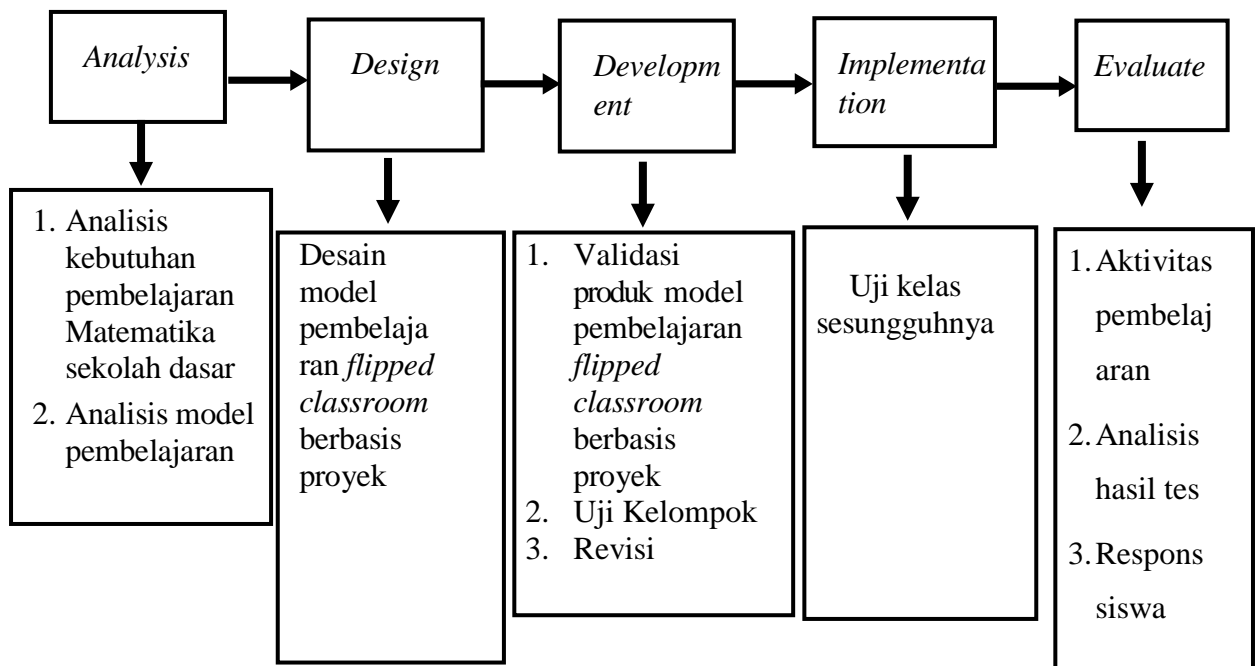 Analysis
Design
Developm
ent
Implementa
tion
Evaluate
1. Analisis
kebutuhan
pembelajaran
Matematika
sekolah dasar
2. Analisis model
pembelajaran
Desain
model
pembelaja
ran flipped
classroom
berbasis
proyek
1. Validasi
produk model
pembelajaran
flipped
classroom
berbasis
proyek
2. Uji Kelompok
3. Revisi
Uji kelas
sesungguhnya
1. Aktivitas
pembelaj
aran
2. Analisis
hasil tes
3. Respons
siswa